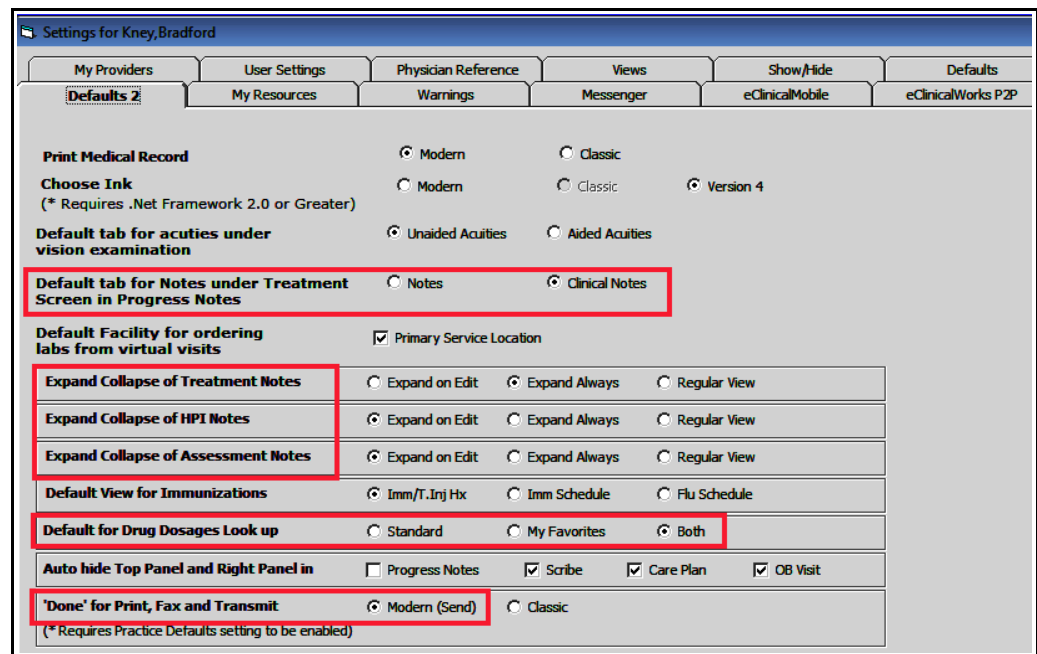 Settings for Kney,Bradford
My Providers User Settings Physician Reference Views Show/Hide Defaults
Defaults 2 My Resources Warnings Messenger eClinicalMobile eClinicalWorks P2P
Print Medical Record Modern Classic
Choose Ink Modern Classic Version 4
(* Requires .Net Framework 2.0 or Greater)
Default tab for acuties under Unaided Acuities Aided Acuities
vision examination
Default tab for Notes under Treatment Notes Clinical Notes
Screen in Progress Notes
Default Facility for ordering
labs from virtual visits Primary Service Location
Expand Collapse of Treatment Notes Expand on Edit Expand Always Regular View
Expand Collapse of HPI Notes Expand on Edit Expand Always Regular View
Expand Collapse of Assessment Notes Expand on Edit Expand Always Regular View
Default View for Immunizations Imm/T.Inj Hx Imm Schedule Flu Schedule
Default for Drug Dosages Look up Standard My Favorites Both
Auto hide Top Panel and Right Panel in Progress Notes Scribe Care Plan OB Visit
'Done' for Print, Fax and Transmit Modern (Send) Classic
(* Requires Practice Defaults setting to be enabled)